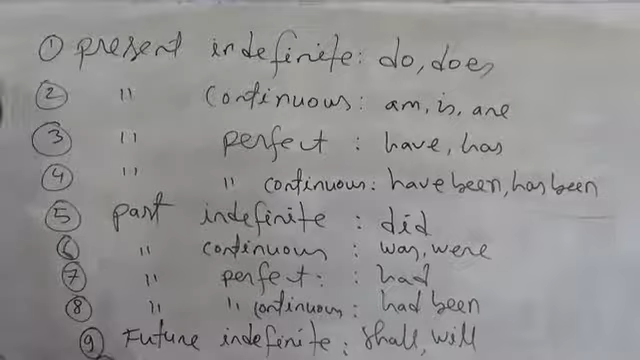 ① present indefinite: do, does
② " continuous: am, is, are
③ " perfect : have, has
④ " " continuous: have been, has been
⑤ past indefinite : did
⑥ " continuous : was, were
⑦ " perfect : had
⑧ " " continuous : had been
⑨ Future indefinite: shall, will